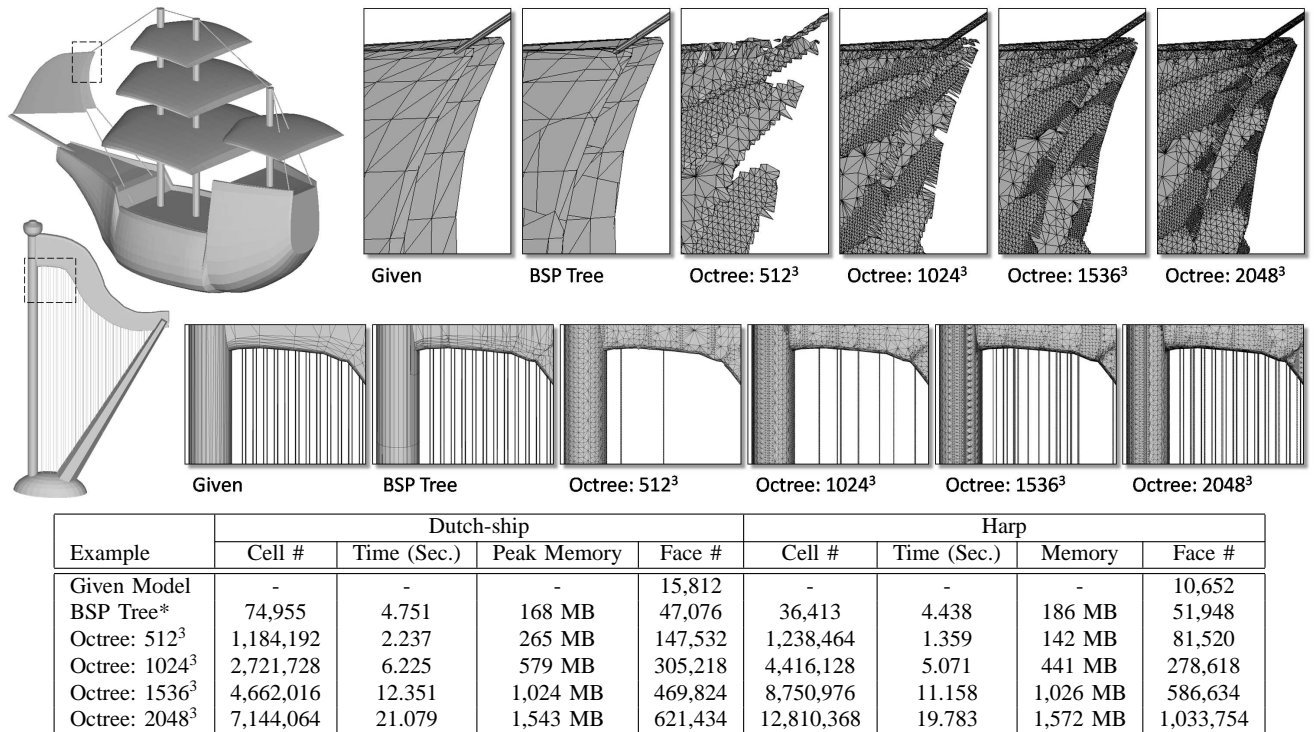 Given BSP Tree Octree: 512³ Octree: 1024³ Octree: 1536³ Octree: 2048³
Given BSP Tree Octree: 512³ Octree: 1024³ Octree: 1536³ Octree: 2048³
Dutch-ship Harp
Example Cell # Time (Sec.) Peak Memory Face # Cell # Time (Sec.) Memory Face #
Given Model - - - 15,812 - - - 10,652
BSP Tree* 74,955 4.751 168 MB 47,076 36,413 4.438 186 MB 51,948
Octree: 512³ 1,184,192 2.237 265 MB 147,532 1,238,464 1.359 142 MB 81,520
Octree: 1024³ 2,721,728 6.225 579 MB 305,218 4,416,128 5.071 441 MB 278,618
Octree: 1536³ 4,662,016 12.351 1,024 MB 469,824 8,750,976 11.158 1,026 MB 586,634
Octree: 2048³ 7,144,064 21.079 1,543 MB 621,434 12,810,368 19.783 1,572 MB 1,033,754